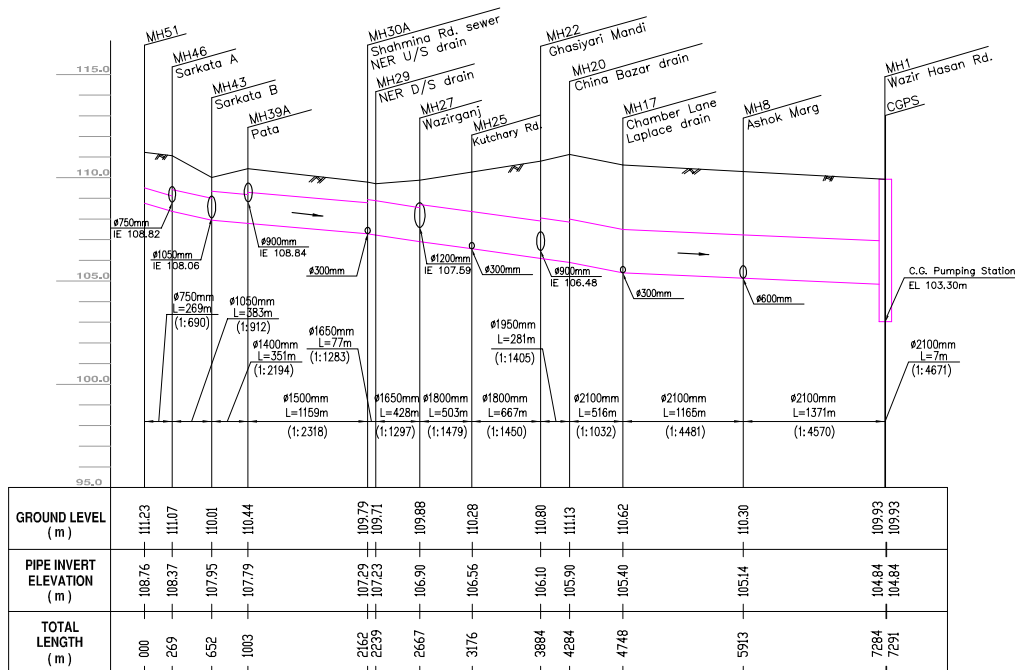 MH51
MH46
Sarkata A
MH43
Sarkata B
MH39A
Pata
MH30A
Shahmina Rd. sewer
NER U/S drain
MH29
NER D/S drain
MH27
Wazirganj
MH25
Kutchary Rd.
MH22
Ghasiyari Mandi
MH20
China Bazar drain
MH17
Chamber Lane
Laplace drain
MH8
Ashok Marg
MH1
Wazir Hasan Rd.
CGPS
115.0
110.0
105.0
100.0
95.0
ø750mm
IE 108.82
ø1050mm
IE 108.06
ø900mm
IE 108.84
ø300mm
ø1200mm
IE 107.59
ø300mm
ø900mm
IE 106.48
ø300mm
ø600mm
C.G. Pumping Station
EL 103.30m
ø750mm
L=269m
(1:690)
ø1050mm
L=383m
(1:912)
ø1400mm
L=351m
(1:2194)
ø1500mm
L=1159m
(1:2318)
ø1650mm
L=77m
(1:1283)
ø1650mm
L=428m
(1:1297)
ø1800mm
L=503m
(1:1479)
ø1800mm
L=667m
(1:1450)
ø1950mm
L=281m
(1:1405)
ø2100mm
L=516m
(1:1032)
ø2100mm
L=1165m
(1:4481)
ø2100mm
L=1371m
(1:4570)
ø2100mm
L=7m
(1:4671)
GROUND LEVEL
( m )
111.23 111.07 110.01 110.44 109.79 109.71 109.88 110.28 110.80 111.13 110.62 110.30 109.93 109.93
PIPE INVERT
ELEVATION
( m )
108.76 108.37 107.95 107.79 107.29 107.23 106.90 106.56 106.10 105.90 105.40 105.14 104.84 104.84
TOTAL
LENGTH
( m )
000 269 652 1003 2162 2239 2667 3176 3884 4284 4748 5913 7284 7291